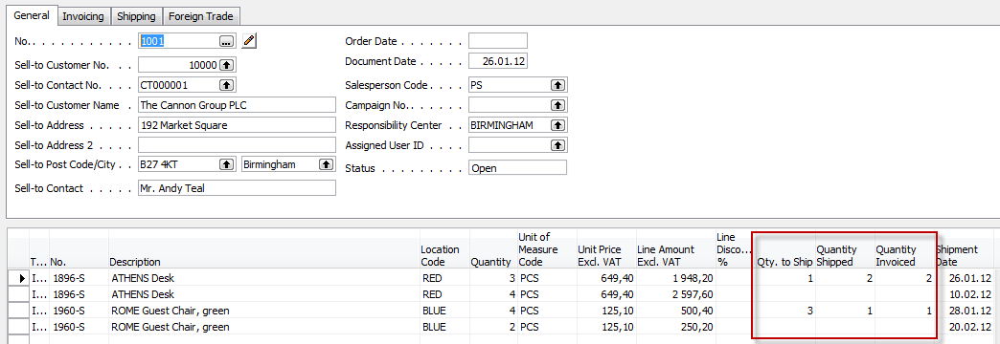 General Invoicing Shipping Foreign Trade
No. . . . . . . . . . . . 1001 ... Order Date . . . . . . .
Sell-to Customer No. . . . 10000 Document Date . . . . . 26.01.12
Sell-to Contact No. . . . . CT000001 Salesperson Code . . . . PS
Sell-to Customer Name . The Cannon Group PLC Campaign No. . . . . . .
Sell-to Address . . . . . 192 Market Square Responsibility Center . . BIRMINGHAM
Sell-to Address 2 . . . . Assigned User ID . . . .
Sell-to Post Code/City . . B27 4KT Birmingham Status . . . . . . . . . Open
Sell-to Contact . . . . . Mr. Andy Teal
T... No. Description Location Code Quantity Unit of Measure Code Unit Price Excl. VAT Line Amount Excl. VAT Line Disco... % Qty. to Ship Quantity Shipped Quantity Invoiced Shipment Date
I... 1896-S ATHENS Desk RED 3 PCS 649,40 1 948,20 1 2 2 26.01.12
I... 1896-S ATHENS Desk RED 4 PCS 649,40 2 597,60 10.02.12
I... 1960-S ROME Guest Chair, green BLUE 4 PCS 125,10 500,40 3 1 1 28.01.12
I... 1960-S ROME Guest Chair, green BLUE 2 PCS 125,10 250,20 20.02.12